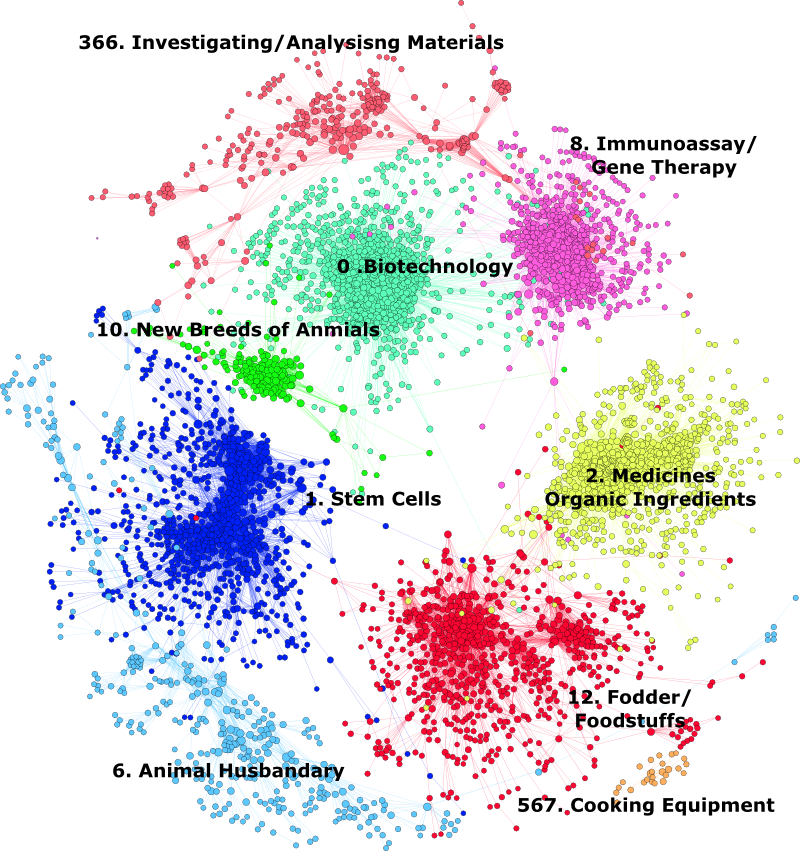 366. Investigating/Analysisng Materials
8. Immunoassay/
Gene Therapy
0 .Biotechnology
10. New Breeds of Anmials
2. Medicines
Organic Ingredients
1. Stem Cells
12. Fodder/
Foodstuffs
6. Animal Husbandary
567. Cooking Equipment